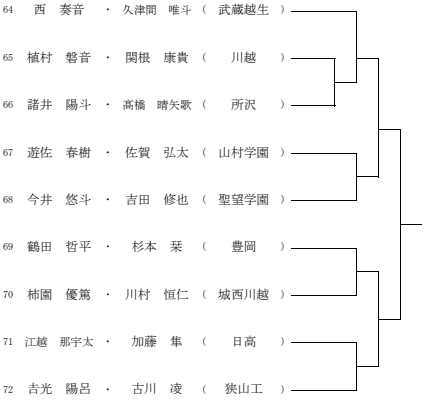 64 西 奏音 ・ 久津間 唯斗 （ 武蔵越生 ）
65 植村 磐音 ・ 関根 康貴 （ 川越 ）
66 諸井 陽斗 ・ 髙橋 晴矢歌 （ 所沢 ）
67 遊佐 春樹 ・ 佐賀 弘太 （ 山村学園 ）
68 今井 悠斗 ・ 吉田 修也 （ 聖望学園 ）
69 鶴田 哲平 ・ 杉本 栞 （ 豊岡 ）
70 柿園 優篤 ・ 川村 恒仁 （ 城西川越 ）
71 江越 那宇太 ・ 加藤 隼 （ 日高 ）
72 吉光 陽呂 ・ 古川 凌 （ 狭山工 ）